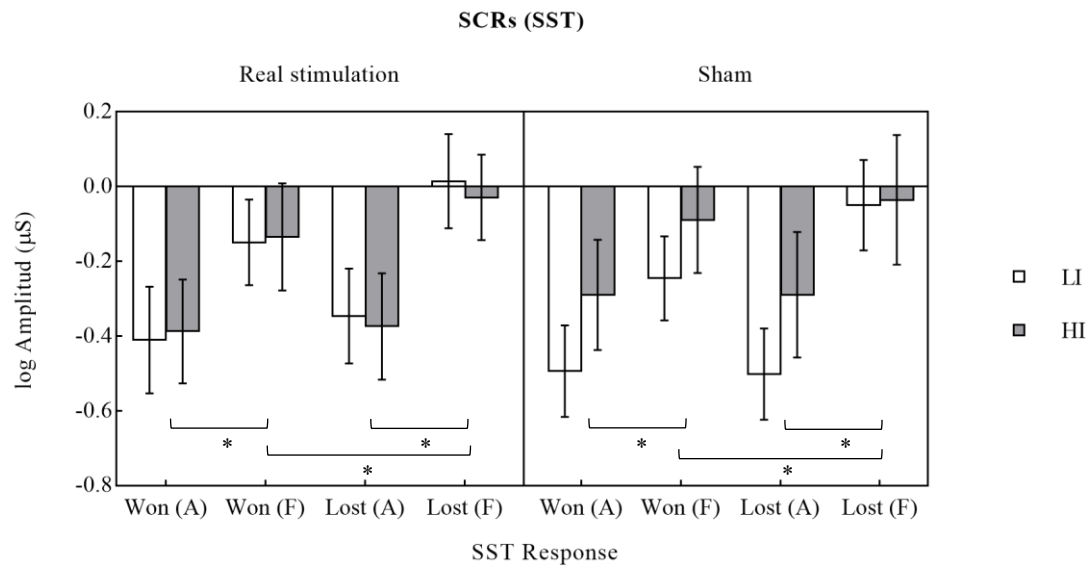 SCRs (SST)
Real stimulation
Sham
0.2
0.0
-0.2
-0.4
-0.6
-0.8
log Amplitud (µS)
* * *
* * *
Won (A) Won (F) Lost (A) Lost (F) Won (A) Won (F) Lost (A) Lost (F)
SST Response
LI
HI